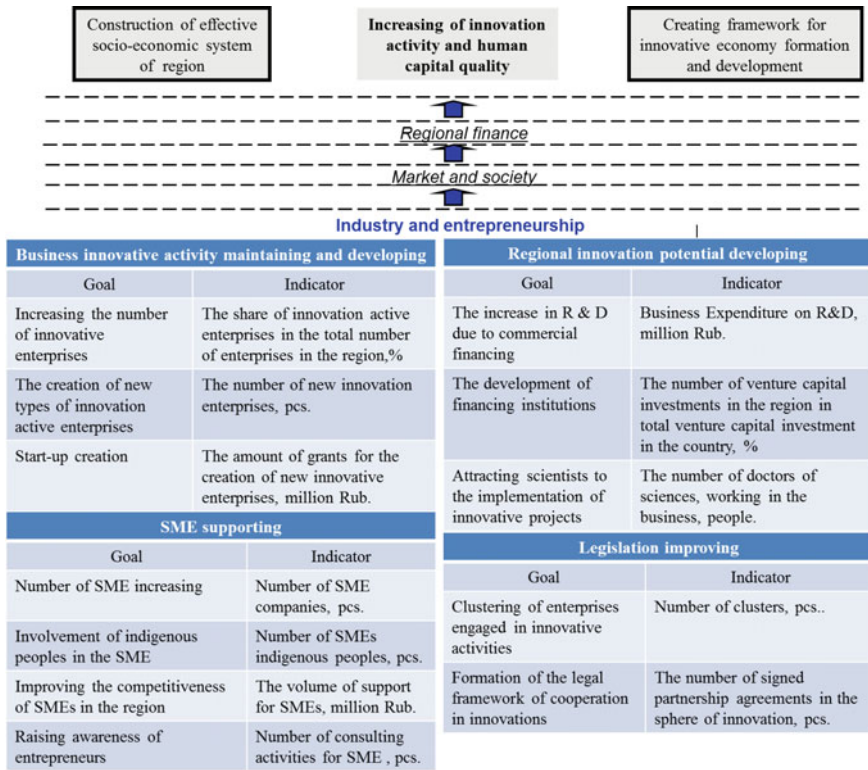 Construction of effective
socio-economic system
of region
Increasing of innovation
activity and human
capital quality
Creating framework for
innovative economy formation
and development
Regional finance
Market and society
Industry and entrepreneurship
Business innovative activity maintaining and developing
Goal
Indicator
Increasing the number
of innovative
enterprises
The share of innovation active
enterprises in the total number
of enterprises in the region,%
The creation of new
types of innovation
active enterprises
The number of new innovation
enterprises, pcs.
Start-up creation
The amount of grants for the
creation of new innovative
enterprises, million Rub.
SME supporting
Goal
Indicator
Number of SME increasing
Number of SME
companies, pcs.
Involvement of indigenous
peoples in the SME
Number of SMEs
indigenous peoples, pcs.
Improving the competitiveness
of SMEs in the region
The volume of support
for SMEs, million Rub.
Raising awareness of
entrepreneurs
Number of consulting
activities for SME , pcs.
Regional innovation potential developing
Goal
Indicator
The increase in R & D
due to commercial
financing
Business Expenditure on R&D,
million Rub.
The development of
financing institutions
The number of venture capital
investments in the region in
total venture capital investment
in the country, %
Attracting scientists to
the implementation of
innovative projects
The number of doctors of
sciences, working in the
business, people.
Legislation improving
Goal
Indicator
Clustering of enterprises
engaged in innovative
activities
Number of clusters, pcs..
Formation of the legal
framework of cooperation
in innovations
The number of signed
partnership agreements in the
sphere of innovation, pcs.